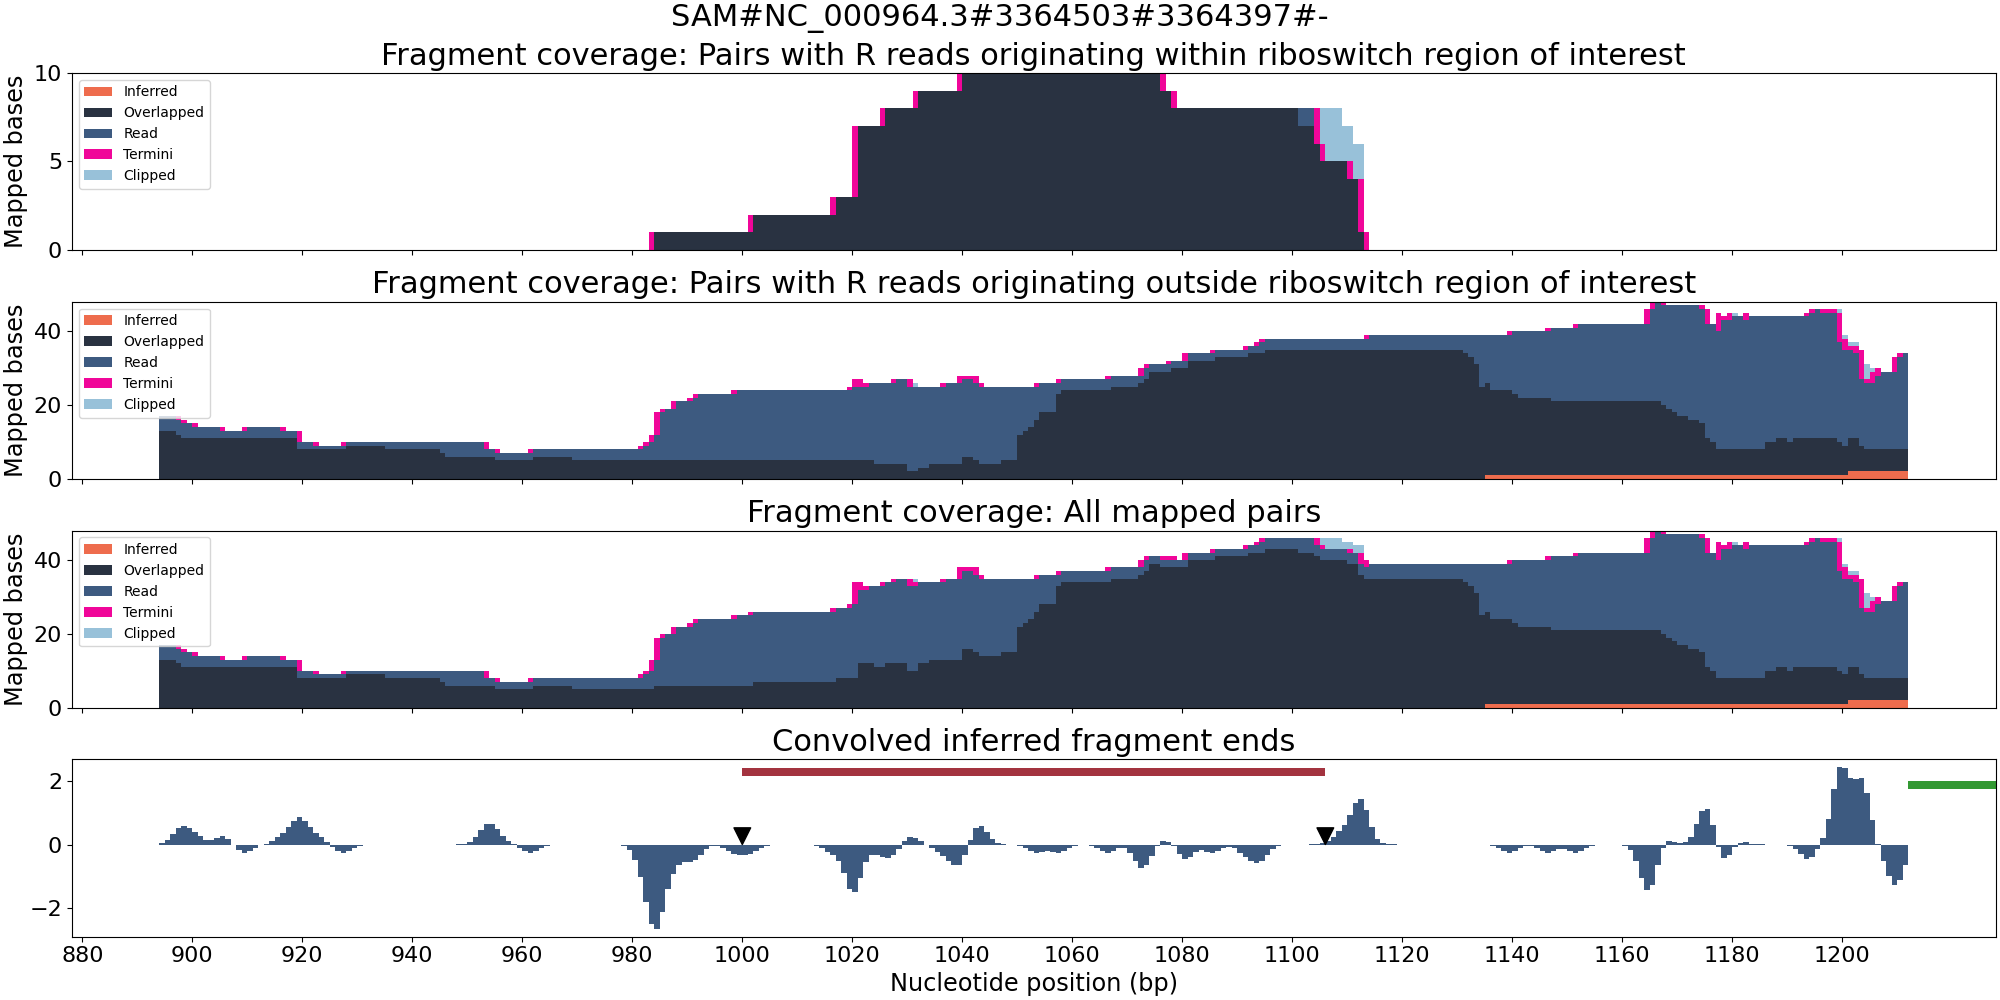 SAM#NC_000964.3#3364503#3364397#-
Fragment coverage: Pairs with R reads originating within riboswitch region of interest
Mapped bases
10
5
0
Inferred
Overlapped
Read
Termini
Clipped
Fragment coverage: Pairs with R reads originating outside riboswitch region of interest
Mapped bases
40
20
0
Inferred
Overlapped
Read
Termini
Clipped
Fragment coverage: All mapped pairs
Mapped bases
40
20
0
Inferred
Overlapped
Read
Termini
Clipped
Convolved inferred fragment ends
2
0
−2
880 900 920 940 960 980 1000 1020 1040 1060 1080 1100 1120 1140 1160 1180 1200
Nucleotide position (bp)